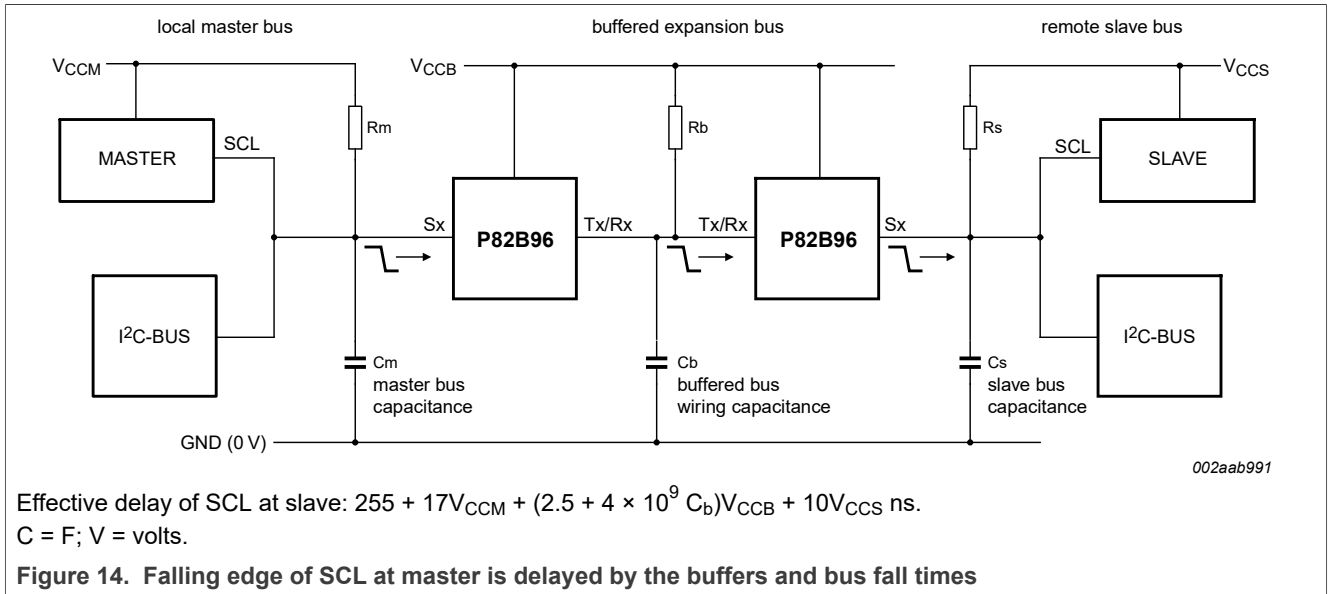 local master bus
buffered expansion bus
remote slave bus
VCCM
VCCB
VCCS
Rm
Rb
Rs
MASTER
SCL
SCL
SLAVE
Sx
P82B96
Tx/Rx
Tx/Rx
P82B96
Sx
I²C-BUS
I²C-BUS
Cm
master bus
capacitance
Cb
buffered bus
wiring capacitance
Cs
slave bus
capacitance
GND (0 V)
002aab991
Effective delay of SCL at slave: 255 + 17VCCM + (2.5 + 4 × 10⁹ Cb)VCCB + 10VCCS ns.
C = F; V = volts.
Figure 14. Falling edge of SCL at master is delayed by the buffers and bus fall times